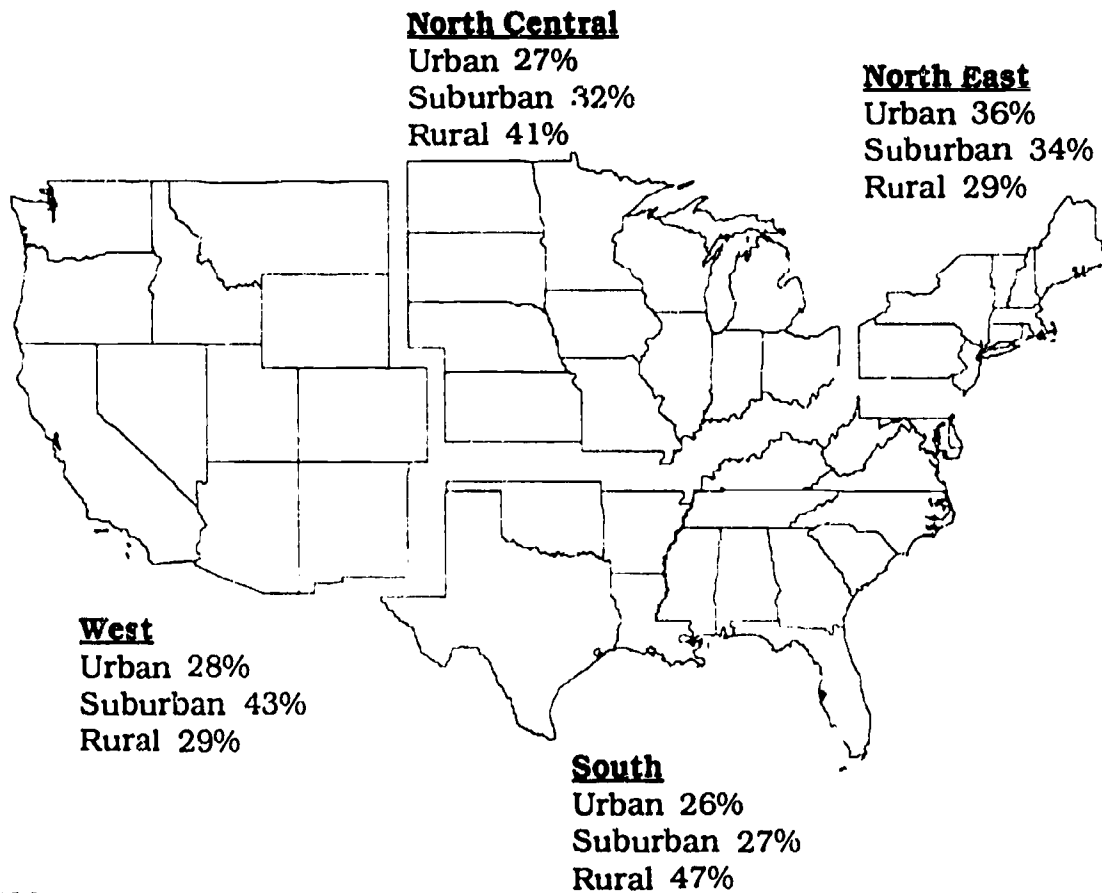 North Central
Urban 27%
Suburban 32%
Rural 41%
North East
Urban 36%
Suburban 34%
Rural 29%
West
Urban 28%
Suburban 43%
Rural 29%
South
Urban 26%
Suburban 27%
Rural 47%